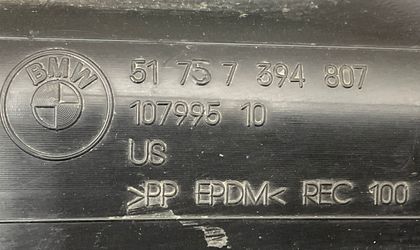 BMW
51 75 7 394 807
107995 10
US
>PP EPDM< REC 100